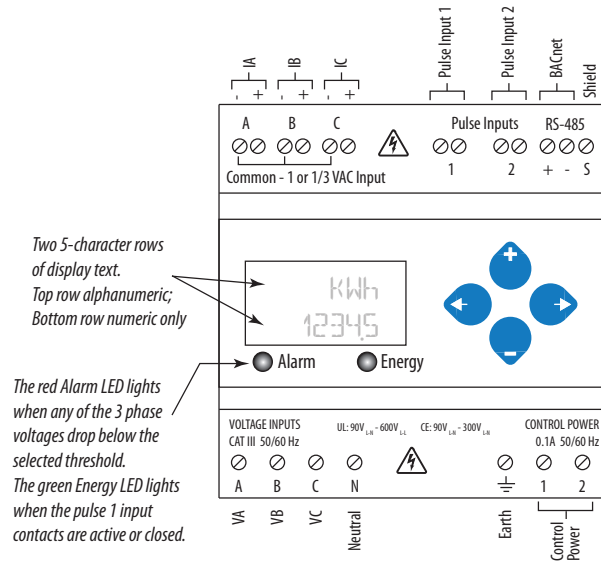 IA IB IC Pulse Input 1 Pulse Input 2 BACnet Shield
- + - + - +
A B C Pulse Inputs RS-485
Common - 1 or 1/3 VAC Input 1 2 + - S
Two 5-character rows
of display text.
Top row alphanumeric;
Bottom row numeric only
+
kWh
12345
-
Alarm Energy
The red Alarm LED lights
when any of the 3 phase
voltages drop below the
selected threshold.
The green Energy LED lights
when the pulse 1 input
contacts are active or closed.
VOLTAGE INPUTS UL: 90V L-N - 600V L-L CE: 90V L-N - 300V L-N CONTROL POWER
CAT III 50/60 Hz 0.1A 50/60 Hz
A B C N 1 2
VA VB VC Neutral Earth Control
Power